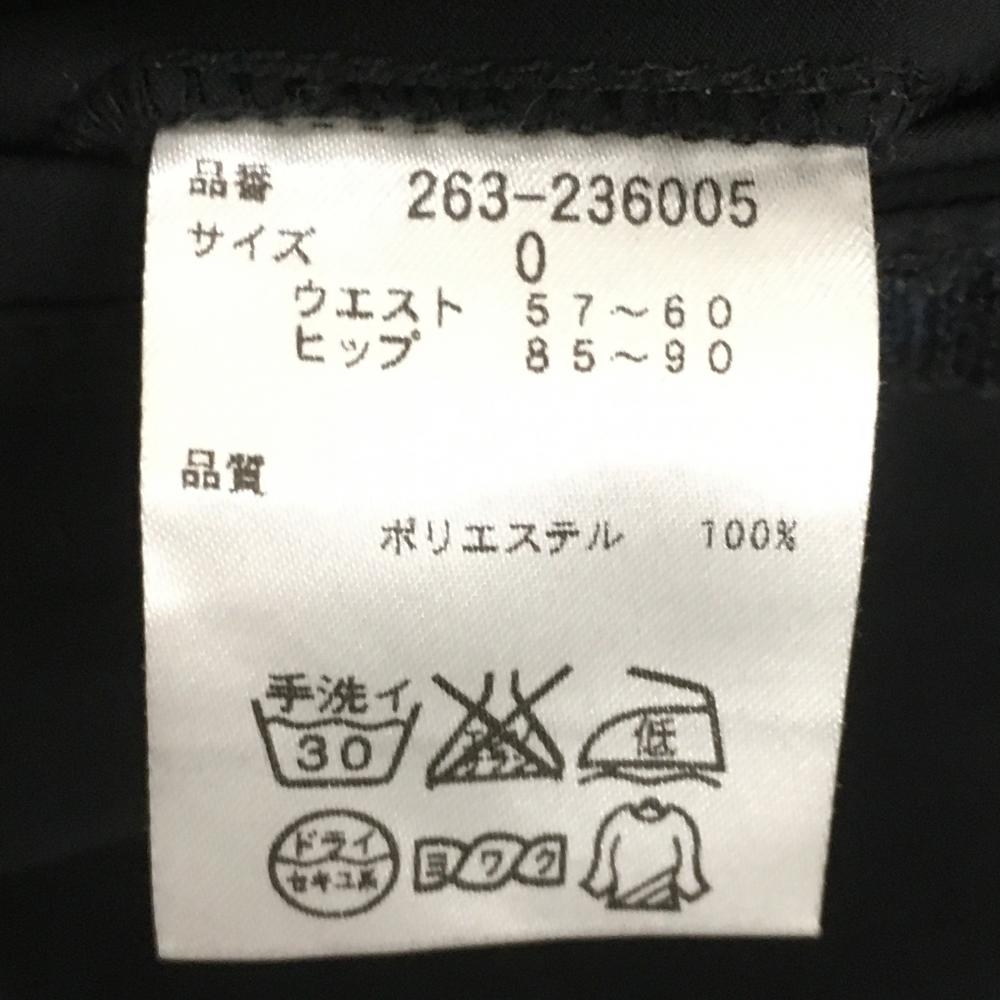 品番 263-236005
サイズ 0
ウエスト 57～60
ヒップ 85～90
品質
ポリエステル 100%
手洗イ
30
低
ドライ
セキユ系
ヨワク